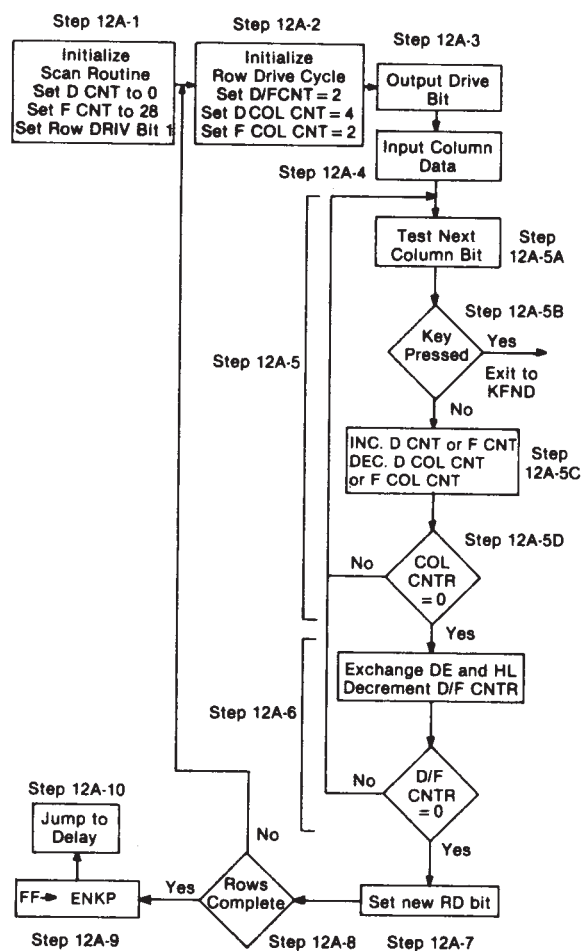 Step 12A-1
Initialize
Scan Routine
Set D CNT to 0
Set F CNT to 28
Set Row DRIV Bit 1
Step 12A-2
Initialize
Row Drive Cycle
Set D/FCNT = 2
Set D COL CNT = 4
Set F COL CNT = 2
Step 12A-3
Output Drive
Bit
Input Column
Data
Step 12A-4
Step 12A-5
Test Next
Column Bit
Step
12A-5A
Step 12A-5B
Key
Pressed
Yes
Exit to
KFND
No
INC. D CNT or F CNT
DEC. D COL CNT
or F COL CNT
Step
12A-5C
Step 12A-5D
COL
CNTR
= 0
No
Yes
Step 12A-6
Exchange DE and HL
Decrement D/F CNTR
D/F
CNTR
= 0
No
Yes
Set new RD bit
Step 12A-7
Rows
Complete
No
Yes
Step 12A-8
FF→ ENKP
Step 12A-9
Step 12A-10
Jump to
Delay